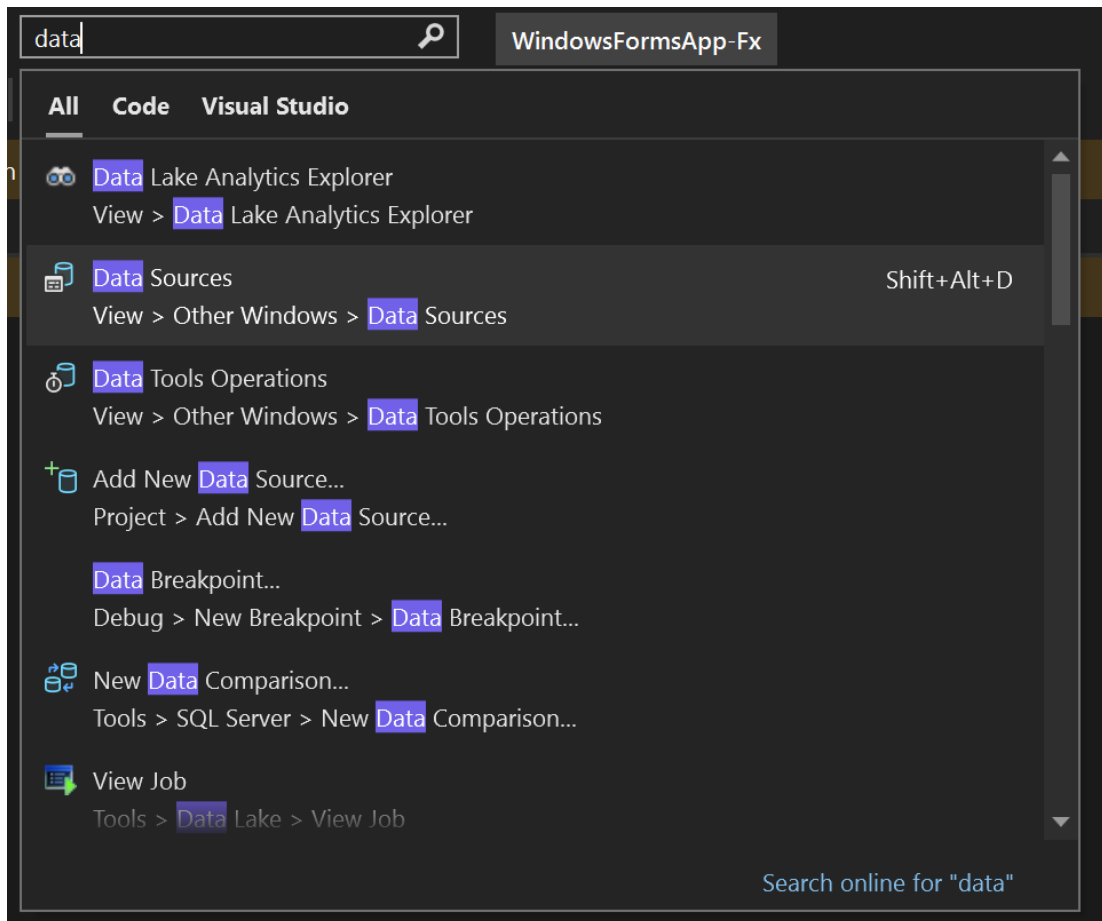 data
WindowsFormsApp-Fx
All Code Visual Studio
n
Data Lake Analytics Explorer
View > Data Lake Analytics Explorer
Data Sources Shift+Alt+D
View > Other Windows > Data Sources
Data Tools Operations
View > Other Windows > Data Tools Operations
Add New Data Source...
Project > Add New Data Source...
Data Breakpoint...
Debug > New Breakpoint > Data Breakpoint...
New Data Comparison...
Tools > SQL Server > New Data Comparison...
View Job
Tools > Data Lake > View Job
Search online for "data"